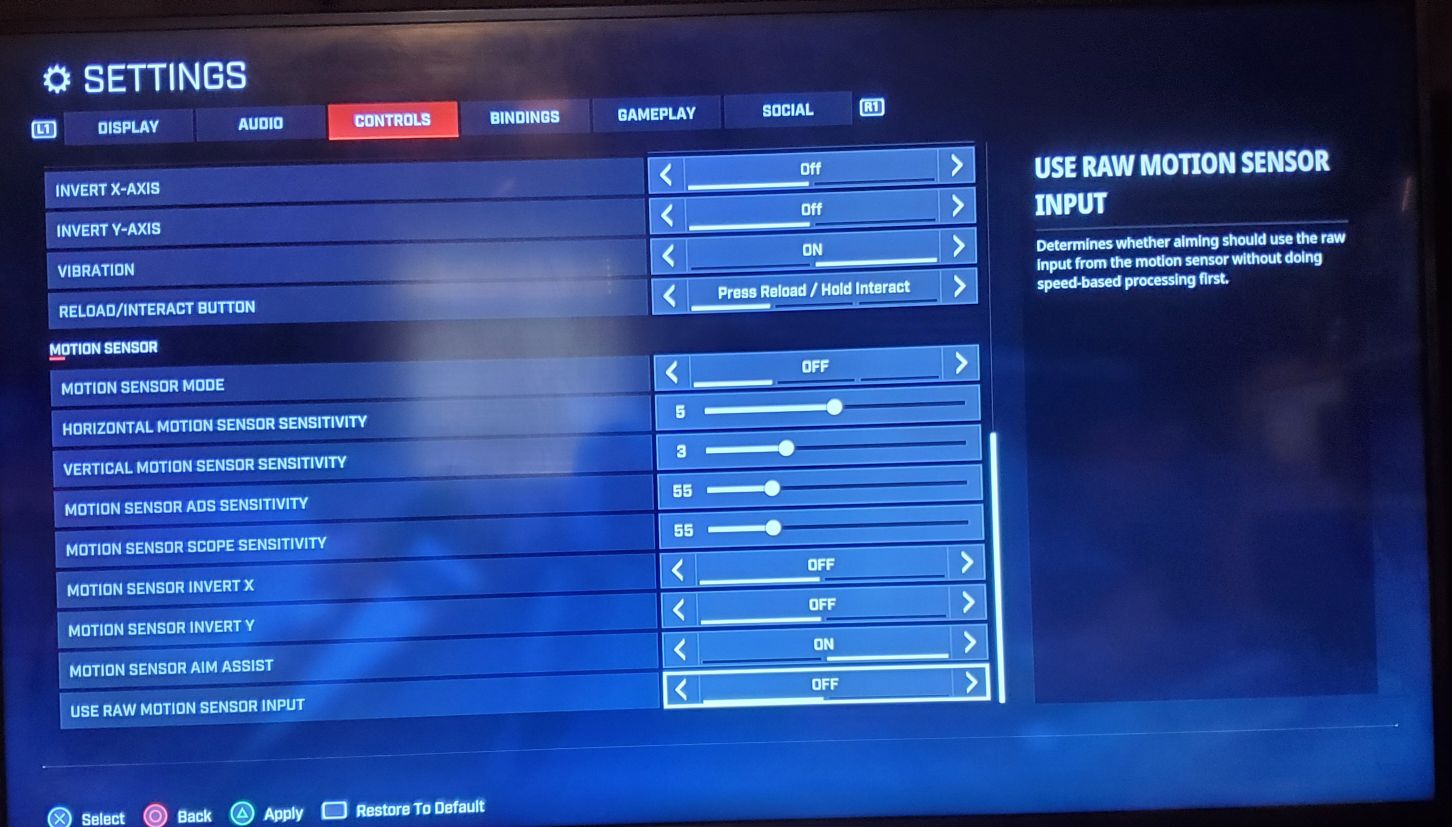 SETTINGS
L1 DISPLAY AUDIO CONTROLS BINDINGS GAMEPLAY SOCIAL R1
INVERT X-AXIS Off
INVERT Y-AXIS Off
VIBRATION ON
RELOAD/INTERACT BUTTON Press Reload / Hold Interact
MOTION SENSOR
MOTION SENSOR MODE OFF
HORIZONTAL MOTION SENSOR SENSITIVITY 5
VERTICAL MOTION SENSOR SENSITIVITY 3
MOTION SENSOR ADS SENSITIVITY 55
MOTION SENSOR SCOPE SENSITIVITY 55
MOTION SENSOR INVERT X OFF
MOTION SENSOR INVERT Y OFF
MOTION SENSOR AIM ASSIST ON
USE RAW MOTION SENSOR INPUT OFF
USE RAW MOTION SENSOR
INPUT
Determines whether aiming should use the raw
input from the motion sensor without doing
speed-based processing first.
Select Back Apply Restore To Default